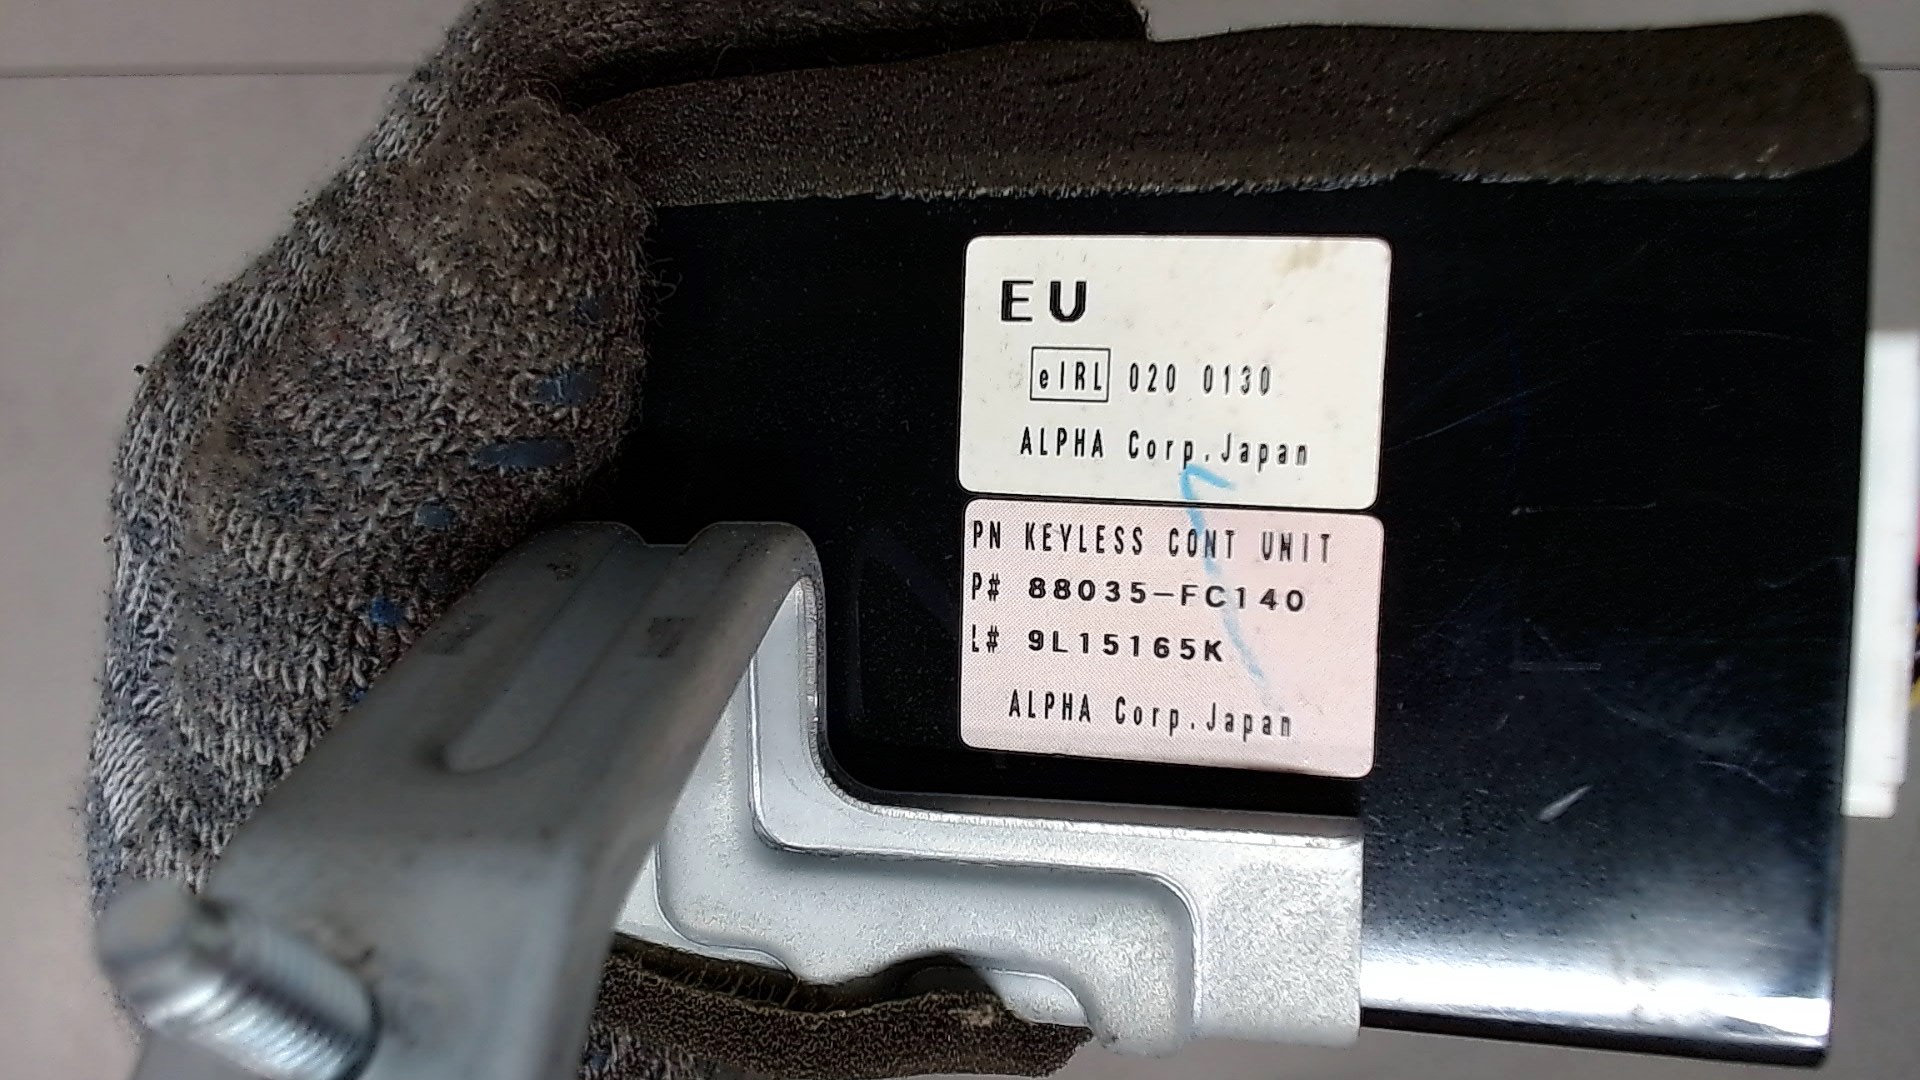 EU
eIRL 020 0130
ALPHA Corp.Japan
PN KEYLESS CONT UNIT
P# 88035-FC140
L# 9L15165K
ALPHA Corp.Japan